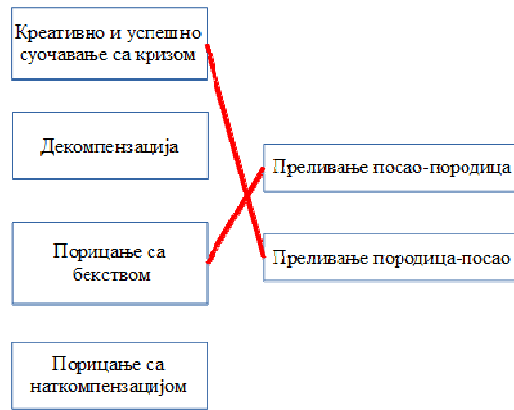 Креативно и успешно
суочавање са кризом
Декомпензација
Преливање посао-породица
Порицање са
бекством
Преливање породица-посао
Порицање са
наткомпензацијом